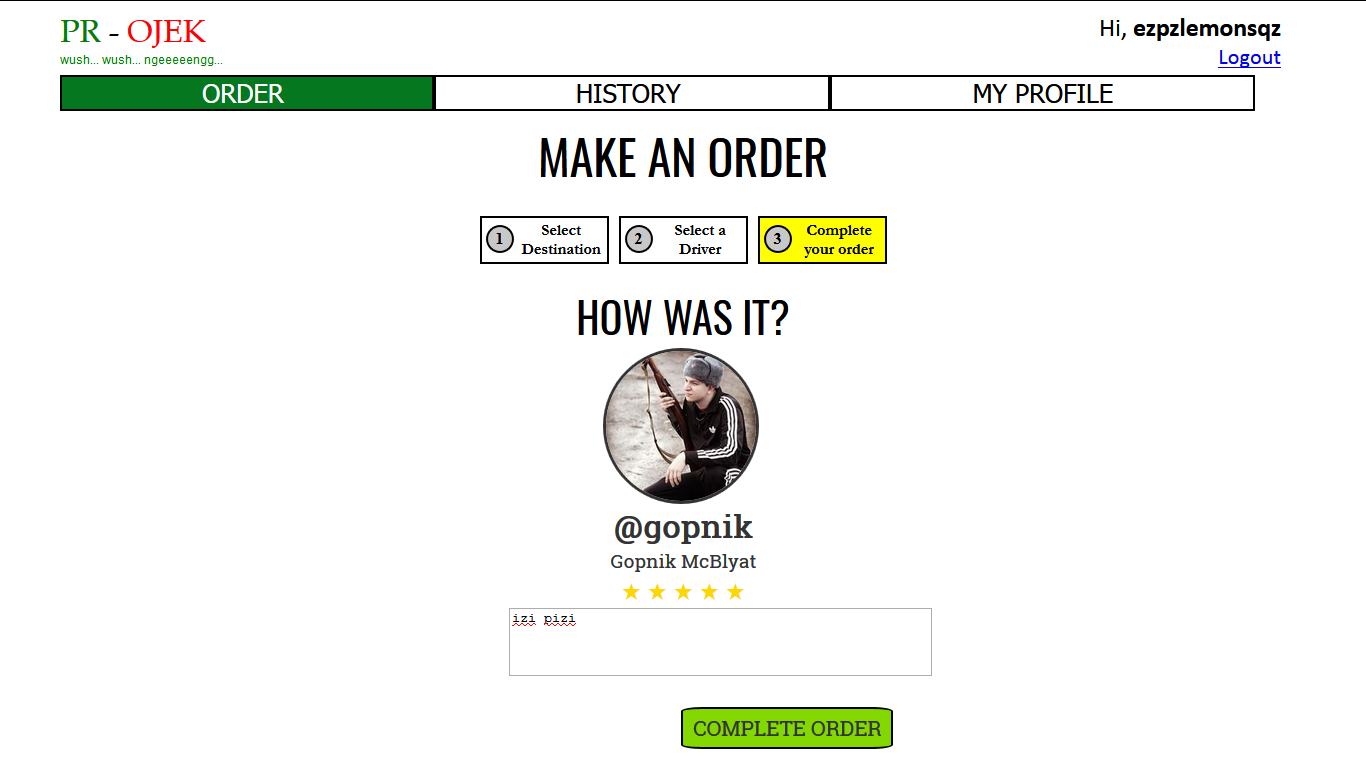 PR - OJEK
wush... wush... ngeeeeengg...
Hi, ezpzlemonsqz
Logout
ORDER
HISTORY
MY PROFILE
MAKE AN ORDER
1
Select
Destination
2
Select a
Driver
3
Complete
your order
HOW WAS IT?
@gopnik
Gopnik McBlyat
★ ★ ★ ★ ★
izi pizi
COMPLETE ORDER